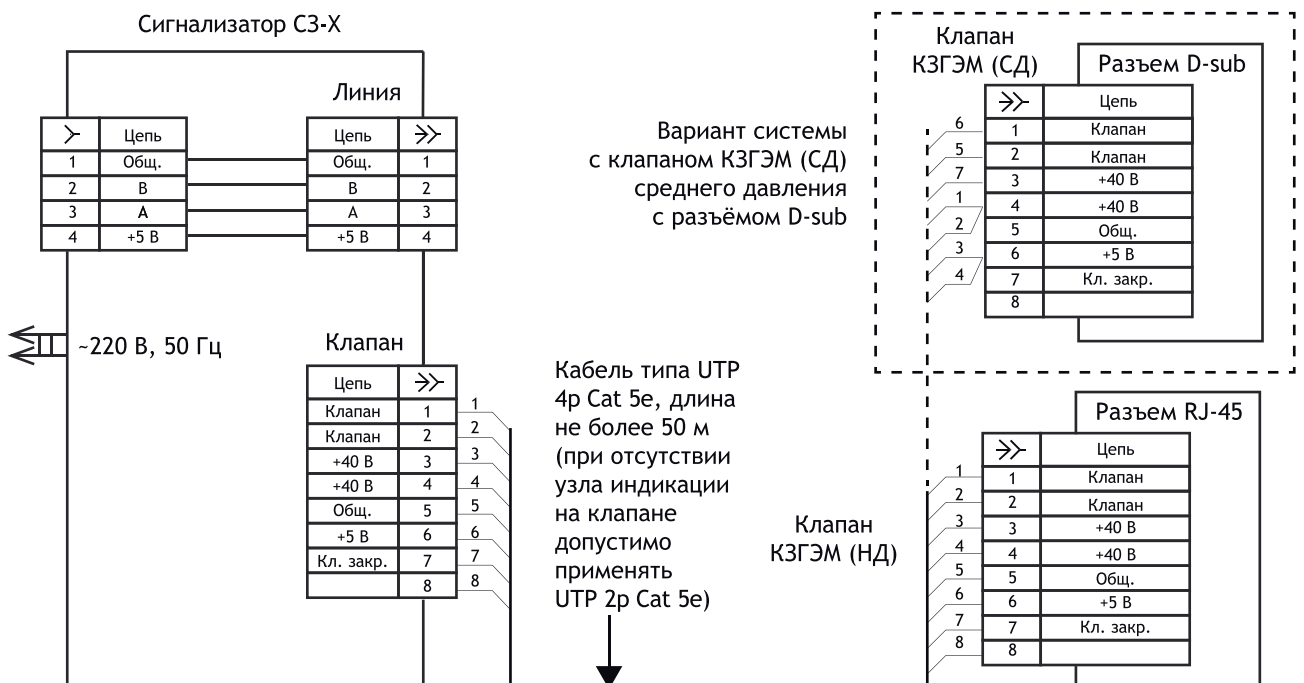 Сигнализатор СЗ-Х
Линия
Цепь
1 Общ.
2 В
3 А
4 +5 В
Цепь
Общ. 1
В 2
А 3
+5 В 4
~220 В, 50 Гц
Клапан
Цепь
Клапан 1 1
Клапан 2 2
+40 В 3 3
+40 В 4 4
Общ. 5 5
+5 В 6 6
Кл. закр. 7 7
8 8
Кабель типа UTP
4р Cat 5e, длина
не более 50 м
(при отсутствии
узла индикации
на клапане
допустимо
применять
UTP 2р Cat 5e)
Вариант системы
с клапаном КЗГЭМ (СД)
среднего давления
с разъёмом D-sub
Клапан
КЗГЭМ (СД)
Разъем D-sub
Цепь
6 1 Клапан
5 2 Клапан
7 3 +40 В
1 4 +40 В
2 5 Общ.
3 6 +5 В
4 7 Кл. закр.
8
Клапан
КЗГЭМ (НД)
Разъем RJ-45
Цепь
1 1 Клапан
2 2 Клапан
3 3 +40 В
4 4 +40 В
5 5 Общ.
6 6 +5 В
7 7 Кл. закр.
8 8